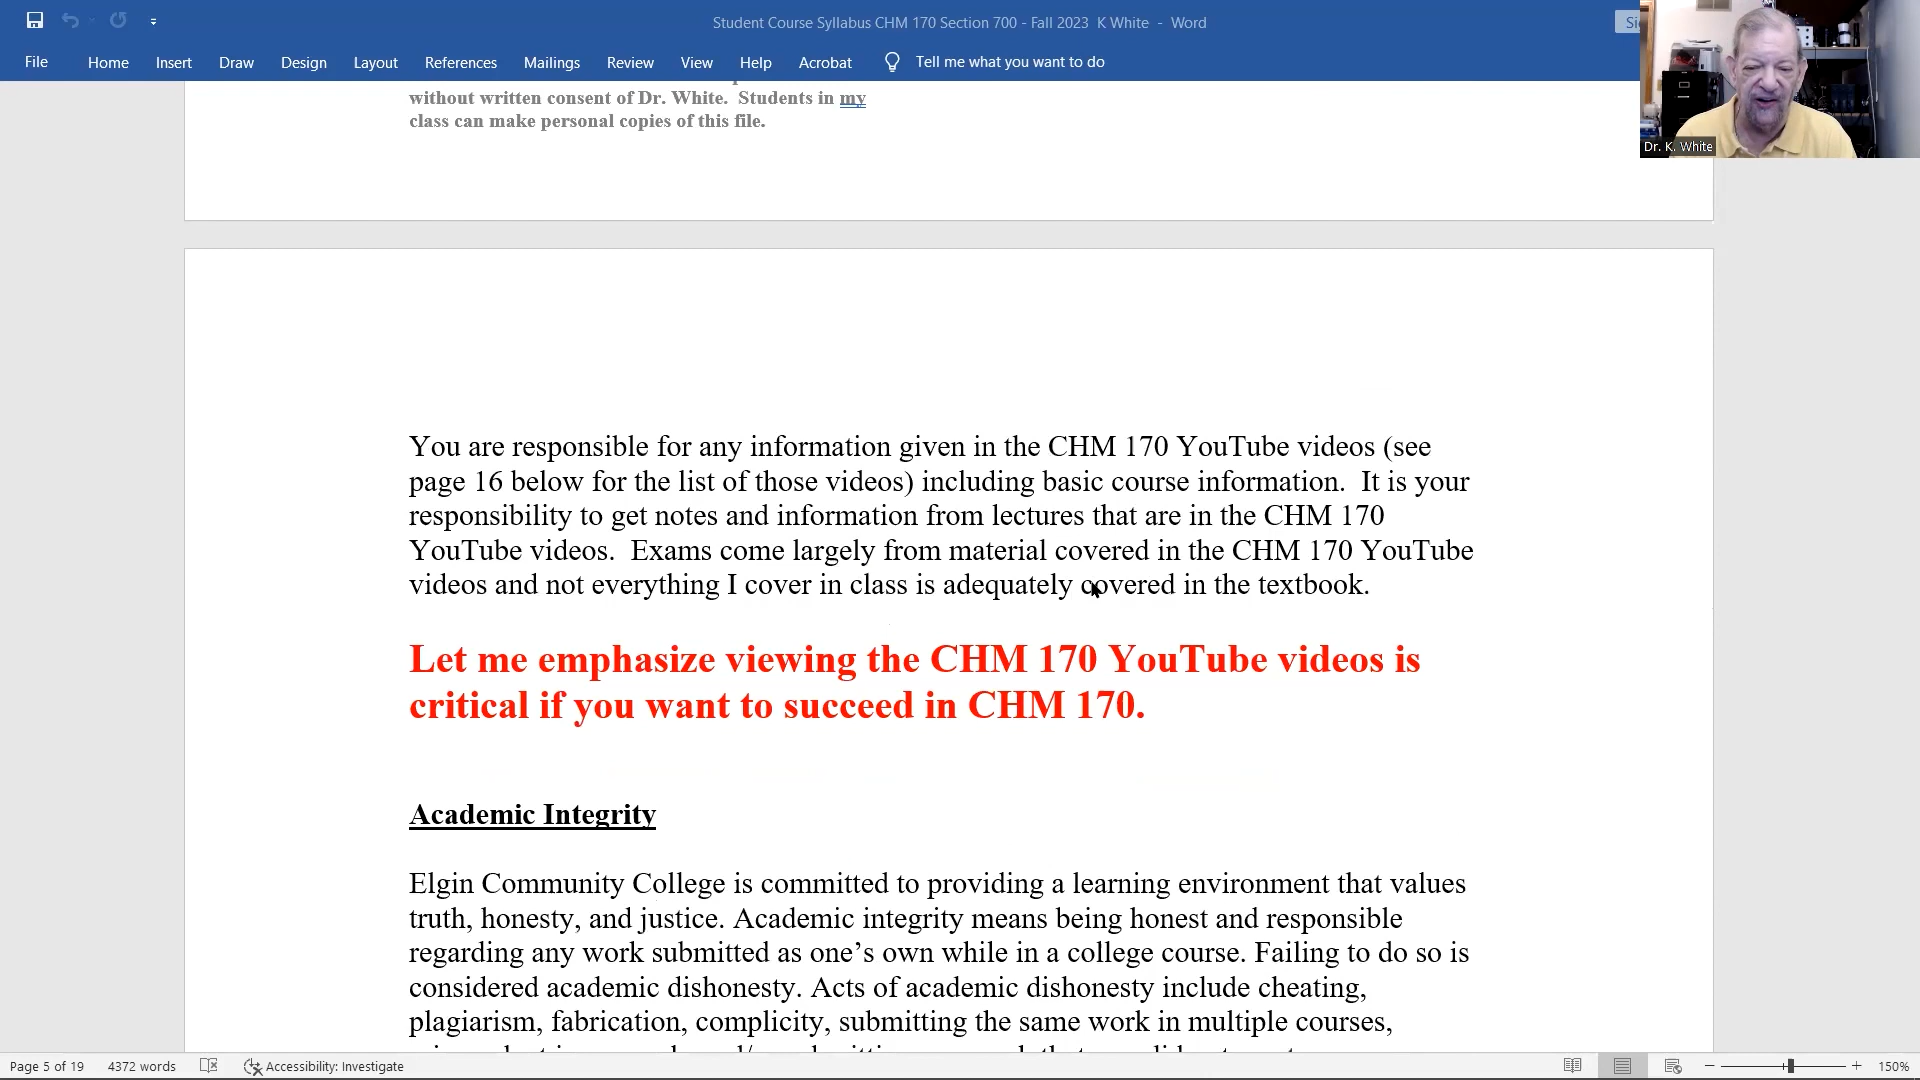 Student Course Syllabus CHM 170 Section 700 - Fall 2023  K White  -  Word
File Home Insert Draw Design Layout References Mailings Review View Help Acrobat Tell me what you want to do
Dr. K. White
without written consent of Dr. White.  Students in my
class can make personal copies of this file.
You are responsible for any information given in the CHM 170 YouTube videos (see
page 16 below for the list of those videos) including basic course information.  It is your
responsibility to get notes and information from lectures that are in the CHM 170
YouTube videos.  Exams come largely from material covered in the CHM 170 YouTube
videos and not everything I cover in class is adequately covered in the textbook.
Let me emphasize viewing the CHM 170 YouTube videos is
critical if you want to succeed in CHM 170.
Academic Integrity
Elgin Community College is committed to providing a learning environment that values
truth, honesty, and justice. Academic integrity means being honest and responsible
regarding any work submitted as one’s own while in a college course. Failing to do so is
considered academic dishonesty. Acts of academic dishonesty include cheating,
plagiarism, fabrication, complicity, submitting the same work in multiple courses,
Page 5 of 19 4372 words Accessibility: Investigate 150%